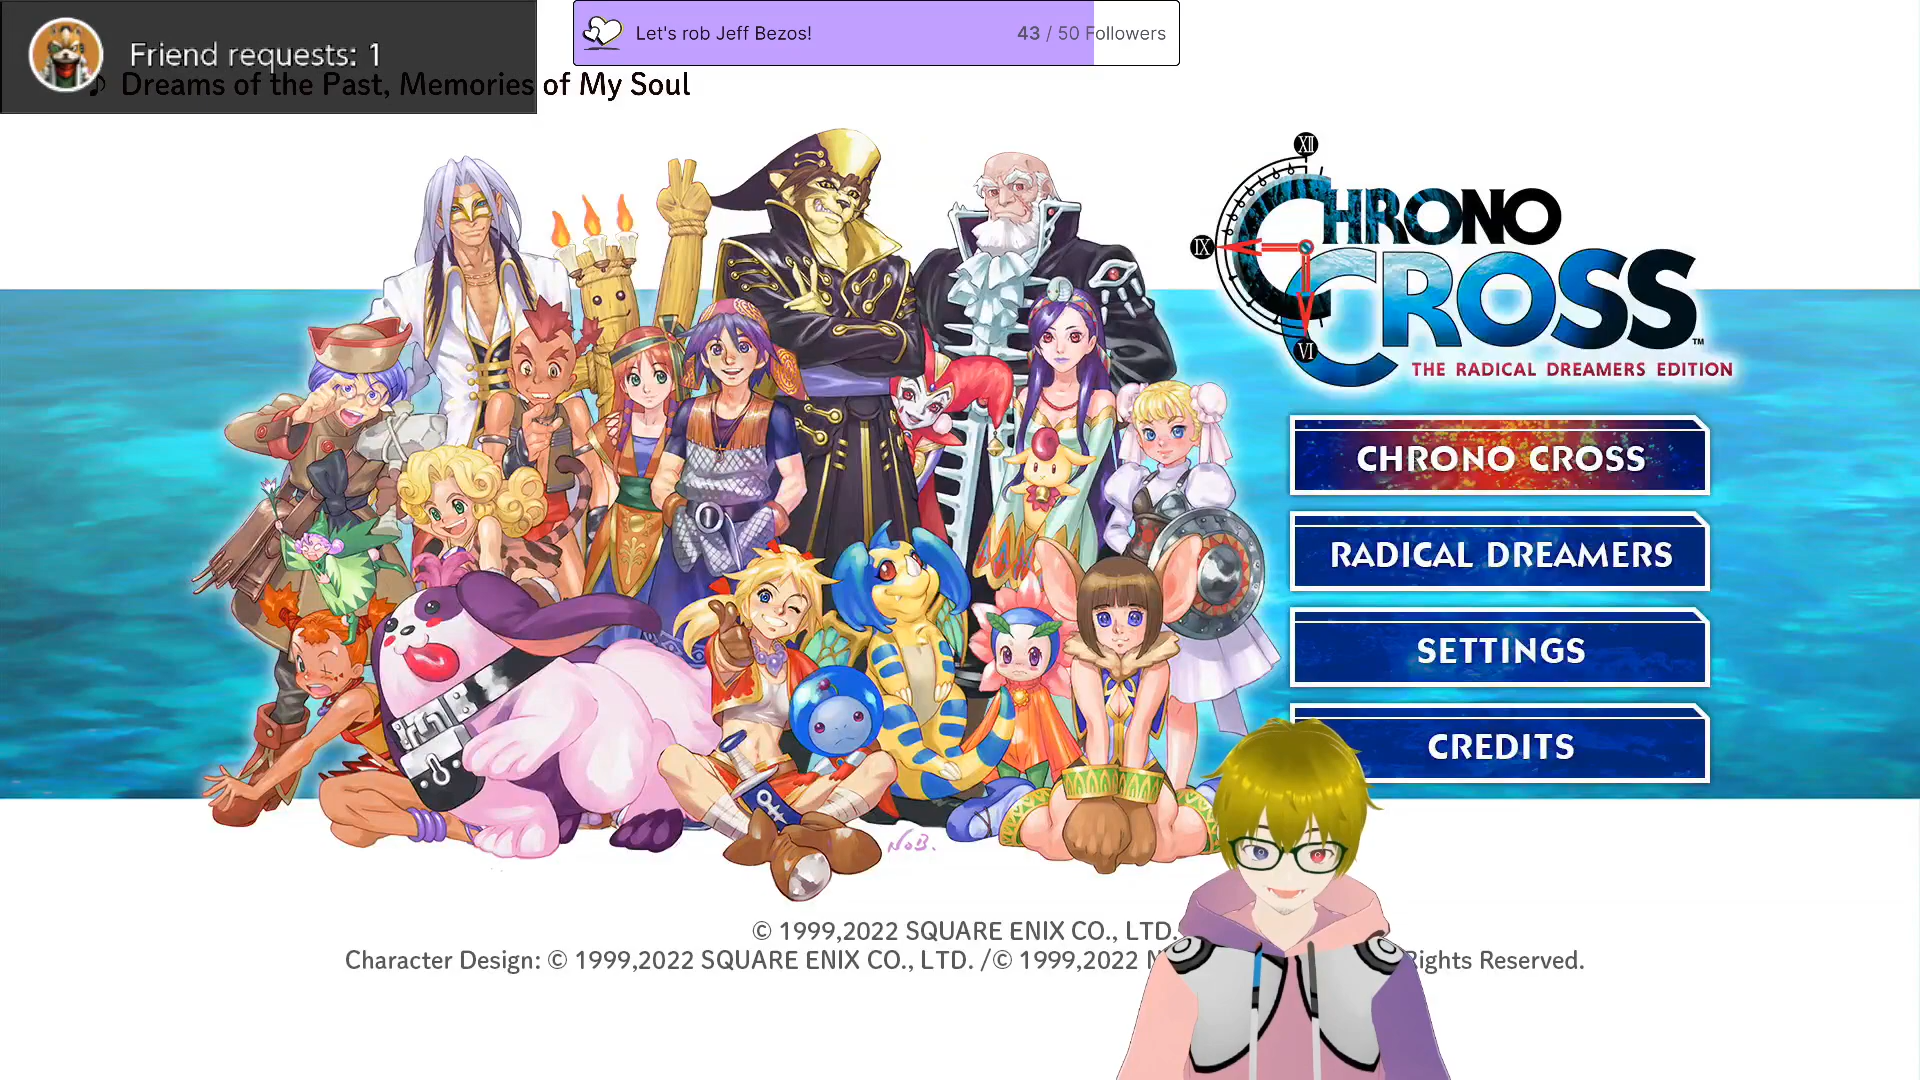 Friend requests: 1
Let's rob Jeff Bezos!
43 / 50 Followers
♪ Dreams of the Past, Memories of My Soul
XII
IX
VI
CHRONO
CROSS™
THE RADICAL DREAMERS EDITION
CHRONO CROSS
RADICAL DREAMERS
SETTINGS
CREDITS
NOB.
© 1999,2022 SQUARE ENIX CO., LTD.
Character Design: © 1999,2022 SQUARE ENIX CO., LTD. /© 1999,2022 Rights Reserved.